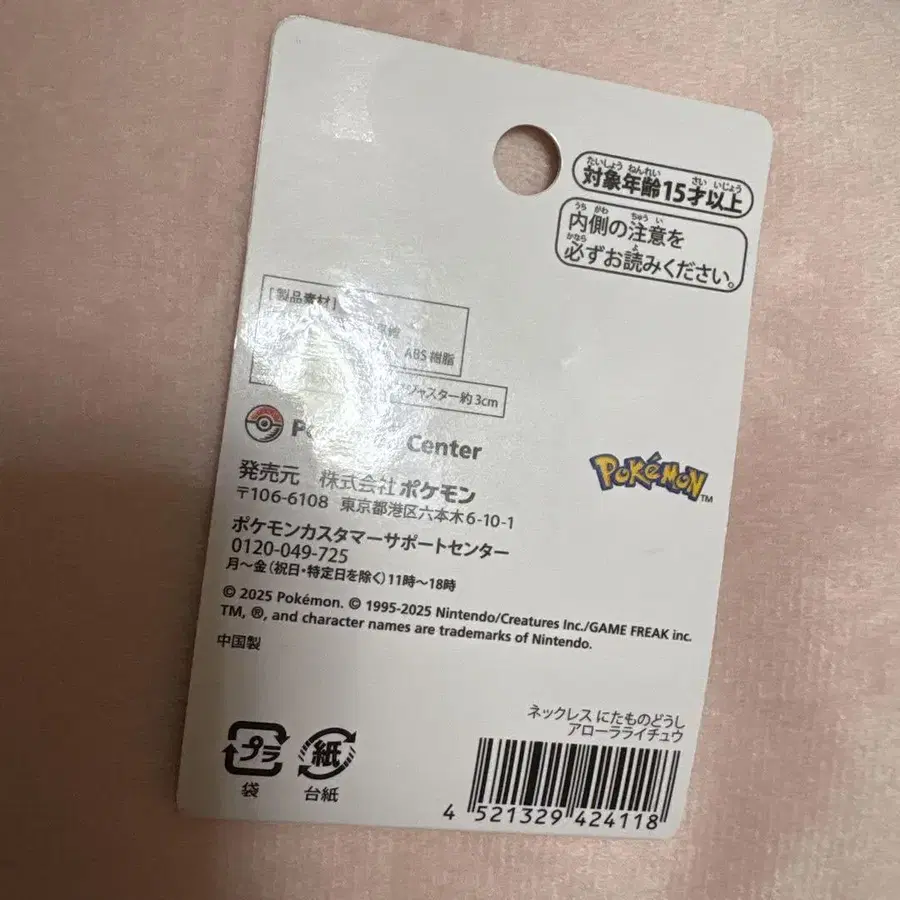 対象年齢15才以上
内側の注意を
必ずお読みください。
[製品素材]
ABS樹脂
ジャスター約3cm
Center
Pokémon™
発売元 株式会社ポケモン
〒106-6108 東京都港区六本木6-10-1
ポケモンカスタマーサポートセンター
0120-049-725
月～金（祝日・特定日を除く）11時～18時
© 2025 Pokémon. © 1995-2025 Nintendo/Creatures Inc./GAME FREAK inc.
TM, ®, and character names are trademarks of Nintendo.
中国製
ネックレス にたものどうし
アローラライチュウ
プラ
袋
紙
台紙
4 521329 424118